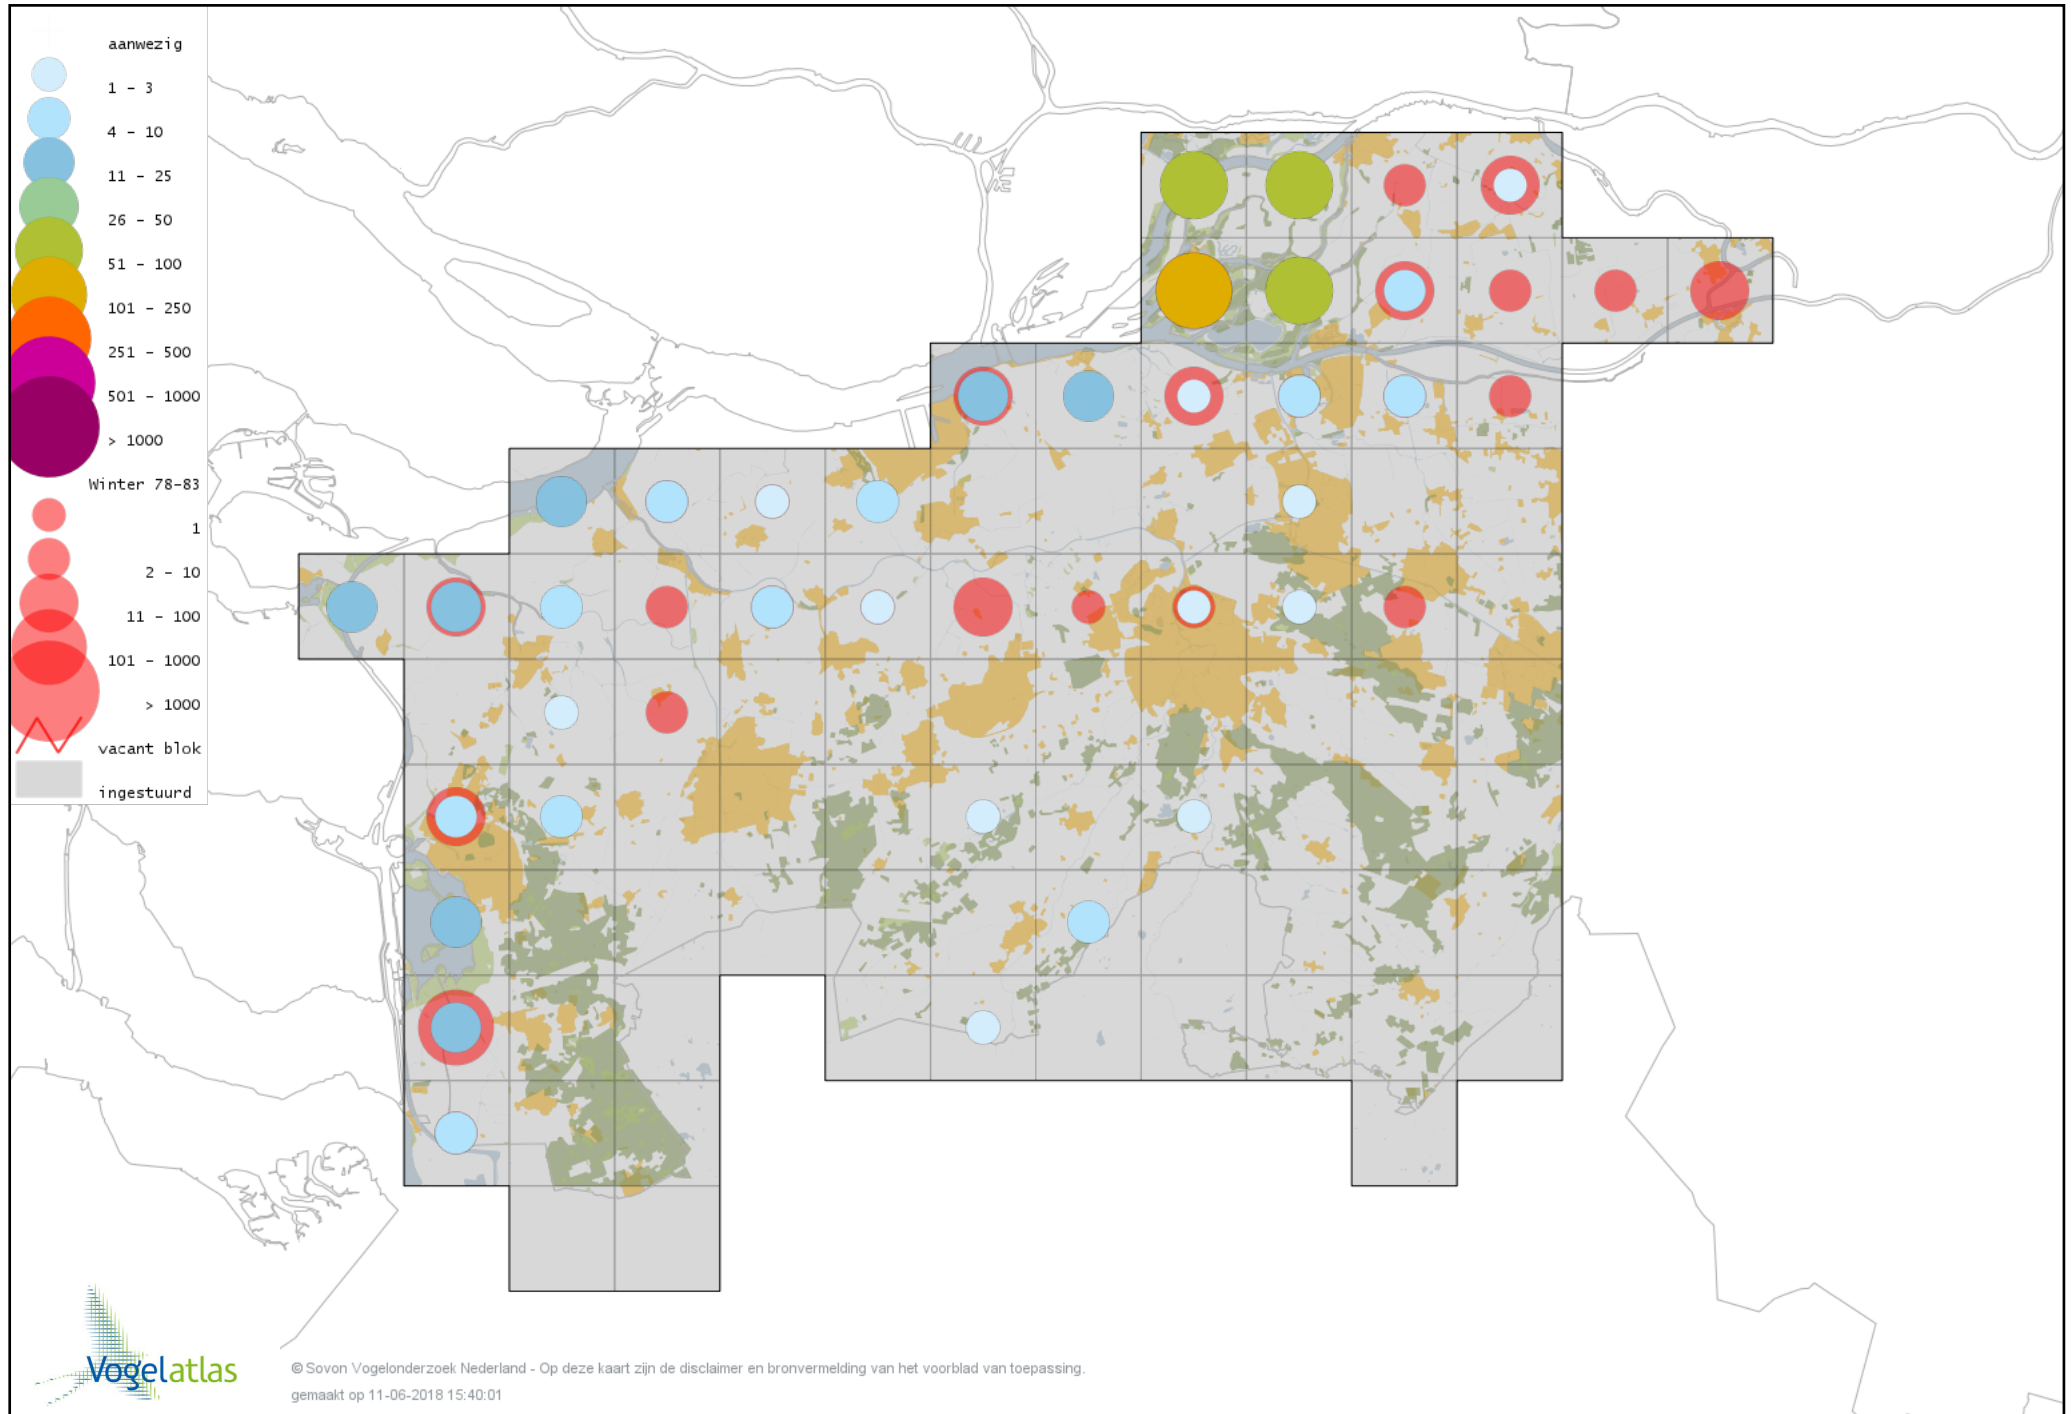 aanwezig
1 - 3
4 - 10
11 - 25
26 - 50
51 - 100
101 - 250
251 - 500
501 - 1000
> 1000
Winter 78-83
1
2 - 10
11 - 100
101 - 1000
> 1000
vacant blok
ingestuurd
Vogelatlas
© Sovon Vogelonderzoek Nederland - Op deze kaart zijn de disclaimer en bronvermelding van het voorblad van toepassing.
gemaakt op 11-06-2018 15:40:01